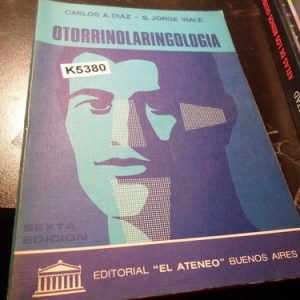 CARLOS A. DIAZ - S. JORGE VIALE
OTORRINOLARINGOLOGIA
K5380
SEXTA
EDICION
EDITORIAL "EL ATENEO" BUENOS AIRES